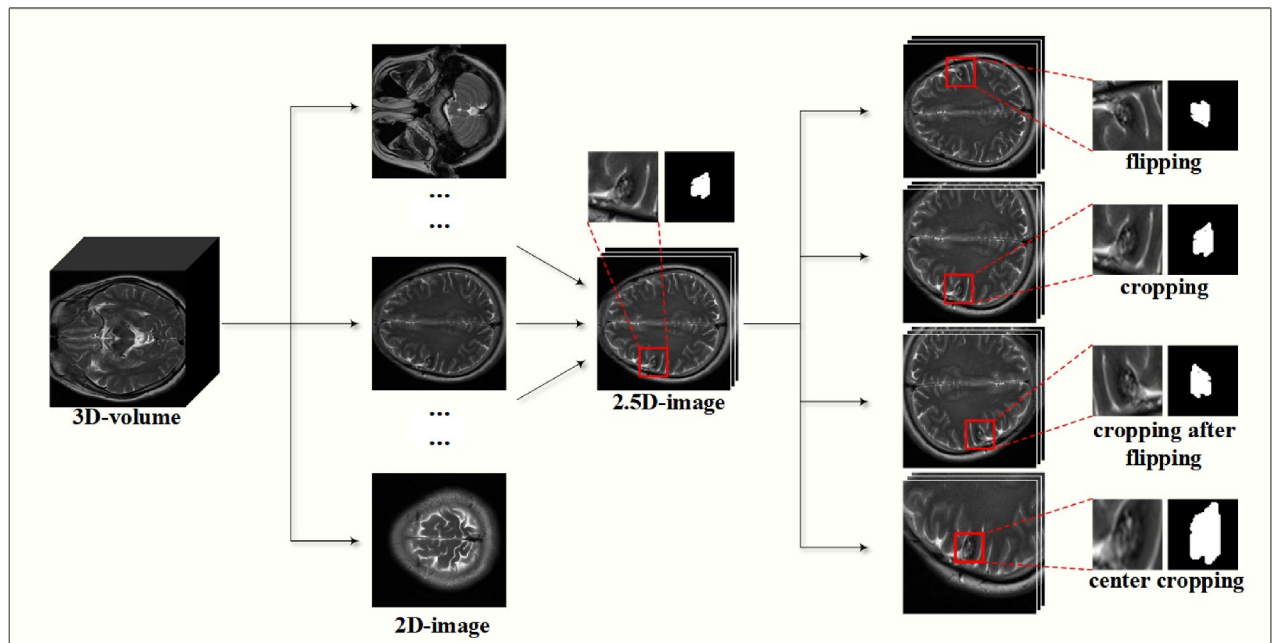 ...
...
flipping
cropping
3D-volume
2.5D-image
...
...
cropping after
flipping
center cropping
2D-image